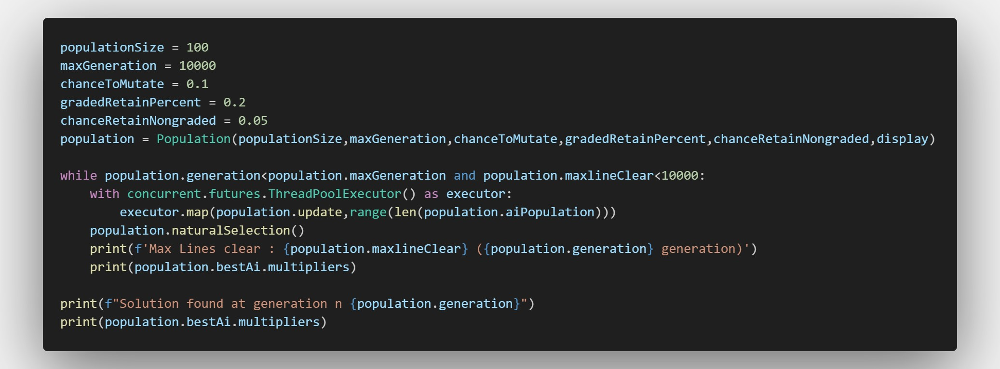 populationSize = 100
maxGeneration = 10000
chanceToMutate = 0.1
gradedRetainPercent = 0.2
chanceRetainNongraded = 0.05
population = Population(populationSize,maxGeneration,chanceToMutate,gradedRetainPercent,chanceRetainNongraded,display)

while population.generation<population.maxGeneration and population.maxlineClear<10000:
    with concurrent.futures.ThreadPoolExecutor() as executor:
        executor.map(population.update,range(len(population.aiPopulation)))
    population.naturalSelection()
    print(f'Max Lines clear : {population.maxlineClear} ({population.generation} generation)')
    print(population.bestAi.multipliers)

print(f"Solution found at generation n {population.generation}")
print(population.bestAi.multipliers)